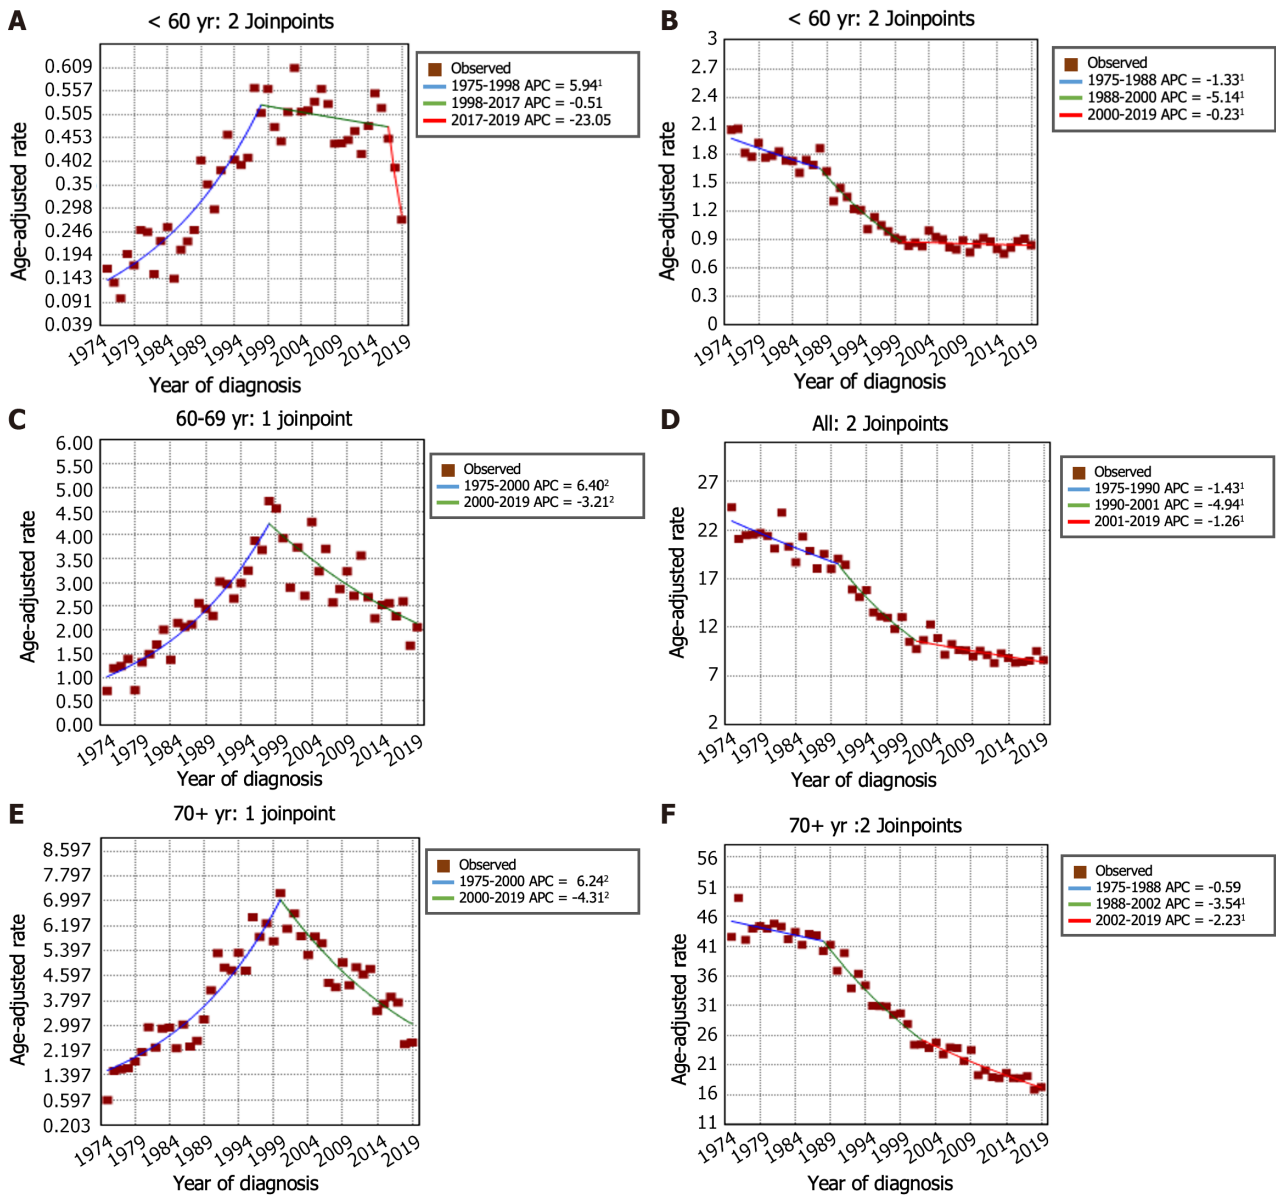 A
< 60 yr: 2 Joinpoints
Age-adjusted rate
0.609
0.557
0.505
0.453
0.402
0.35
0.298
0.246
0.194
0.143
0.091
0.039
1974 1979 1984 1989 1994 1999 2004 2009 2014 2019
Year of diagnosis
Observed
1975-1998 APC = 5.94¹
1998-2017 APC = -0.51
2017-2019 APC = -23.05
B
< 60 yr: 2 Joinpoints
Age-adjusted rate
3
2.7
2.4
2.1
1.8
1.5
1.2
0.9
0.6
0.3
0
1974 1979 1984 1989 1994 1999 2004 2009 2014 2019
Year of diagnosis
Observed
1975-1988 APC = -1.33¹
1988-2000 APC = -5.14¹
2000-2019 APC = -0.23¹
C
60-69 yr: 1 joinpoint
Age-adjusted rate
6.00
5.50
5.00
4.50
4.00
3.50
3.00
2.50
2.00
1.50
1.00
0.50
0.00
1974 1979 1984 1989 1994 1999 2004 2009 2014 2019
Year of diagnosis
Observed
1975-2000 APC = 6.40²
2000-2019 APC = -3.21²
D
All: 2 Joinpoints
Age-adjusted rate
27
22
17
12
7
2
1974 1979 1984 1989 1994 1999 2004 2009 2014 2019
Year of diagnosis
Observed
1975-1990 APC = -1.43¹
1990-2001 APC = -4.94¹
2001-2019 APC = -1.26¹
E
70+ yr: 1 joinpoint
Age-adjusted rate
8.597
7.797
6.997
6.197
5.397
4.597
3.797
2.997
2.197
1.397
0.597
0.203
1974 1979 1984 1989 1994 1999 2004 2009 2014 2019
Year of diagnosis
Observed
1975-2000 APC = 6.24²
2000-2019 APC = -4.31²
F
70+ yr :2 Joinpoints
Age-adjusted rate
56
51
46
41
36
31
26
21
16
11
1974 1979 1984 1989 1994 1999 2004 2009 2014 2019
Year of diagnosis
Observed
1975-1988 APC = -0.59
1988-2002 APC = -3.54¹
2002-2019 APC = -2.23¹